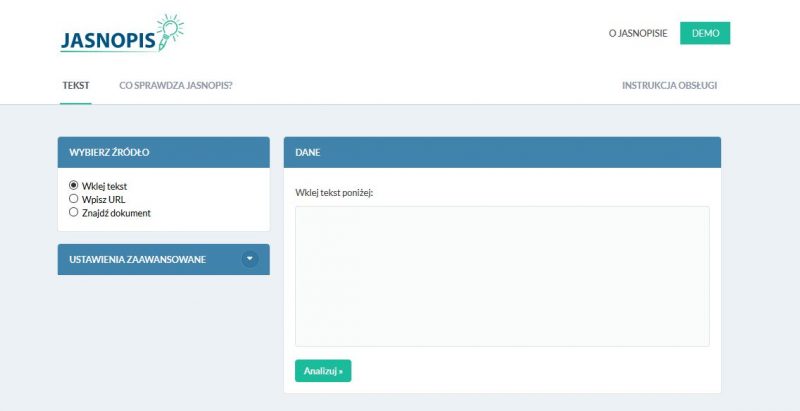 JASNOPIS
O JASNOPISIE
DEMO
TEKST
CO SPRAWDZA JASNOPIS?
INSTRUKCJA OBSŁUGI
WYBIERZ ŹRÓDŁO
Wklej tekst
Wpisz URL
Znajdź dokument
USTAWIENIA ZAAWANSOWANE
DANE
Wklej tekst poniżej:
Analizuj »